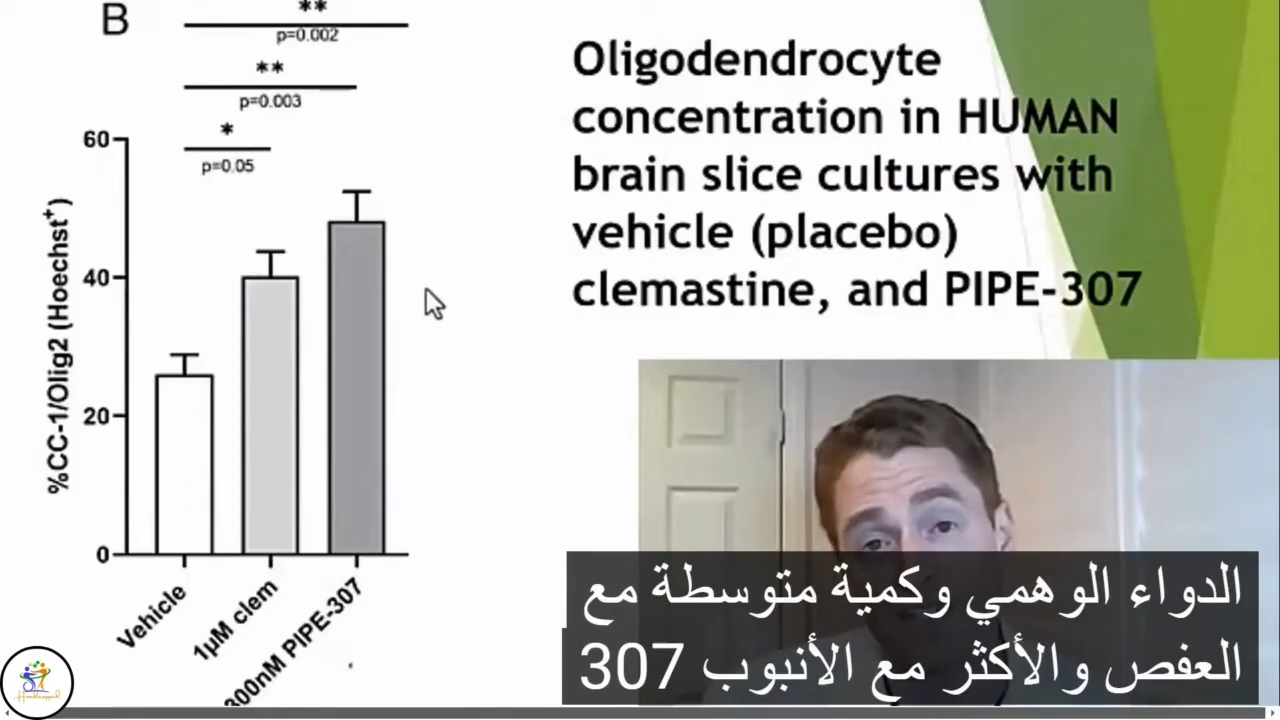 B
**
p=0.002
**
p=0.003
*
p=0.05
60
40
20
0
%CC-1/Olig2 (Hoechst+)
Vehicle
1µM clem
300nM PIPE-307
Oligodendrocyte
concentration in HUMAN
brain slice cultures with
vehicle (placebo)
clemastine, and PIPE-307
الدواء الوهمي وكمية متوسطة مع
العفص والأكثر مع الأنبوب 307